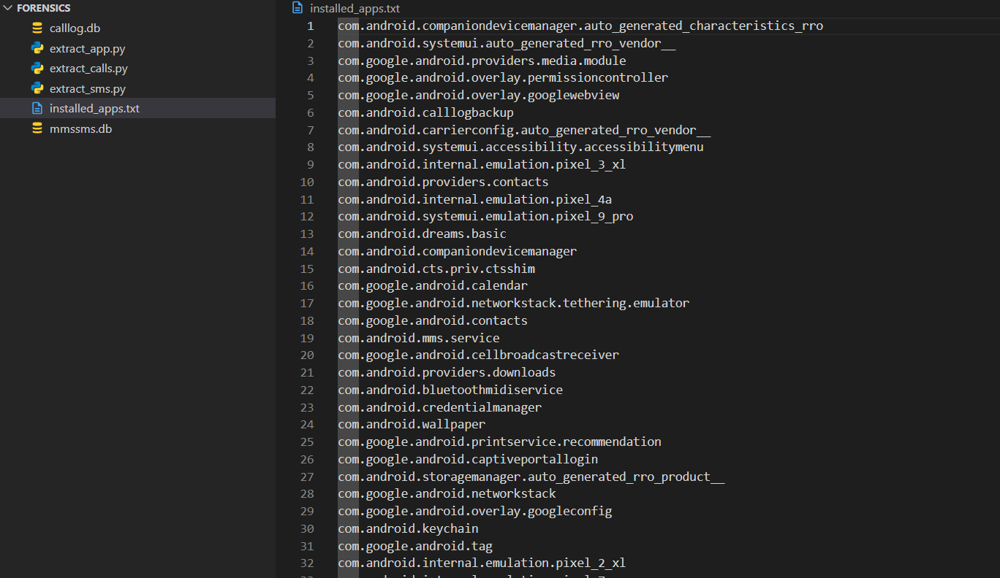 FORENSICS
calllog.db
extract_app.py
extract_calls.py
extract_sms.py
installed_apps.txt
mmssms.db
installed_apps.txt
1 com.android.companiondevicemanager.auto_generated_characteristics_rro
2 com.android.systemui.auto_generated_rro_vendor__
3 com.google.android.providers.media.module
4 com.google.android.overlay.permissioncontroller
5 com.google.android.overlay.googlewebview
6 com.android.calllogbackup
7 com.android.carrierconfig.auto_generated_rro_vendor__
8 com.android.systemui.accessibility.accessibilitymenu
9 com.android.internal.emulation.pixel_3_xl
10 com.android.providers.contacts
11 com.android.internal.emulation.pixel_4a
12 com.android.systemui.emulation.pixel_9_pro
13 com.android.dreams.basic
14 com.android.companiondevicemanager
15 com.android.cts.priv.ctsshim
16 com.google.android.calendar
17 com.google.android.networkstack.tethering.emulator
18 com.google.android.contacts
19 com.android.mms.service
20 com.google.android.cellbroadcastreceiver
21 com.android.providers.downloads
22 com.android.bluetoothmidiservice
23 com.android.credentialmanager
24 com.android.wallpaper
25 com.google.android.printservice.recommendation
26 com.google.android.captiveportallogin
27 com.android.storagemanager.auto_generated_rro_product__
28 com.google.android.networkstack
29 com.google.android.overlay.googleconfig
30 com.android.keychain
31 com.google.android.tag
32 com.android.internal.emulation.pixel_2_xl